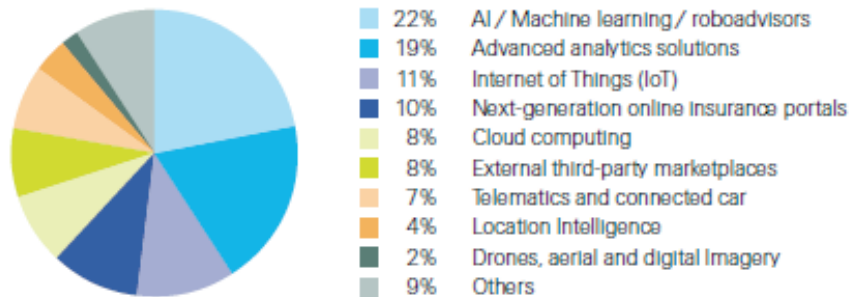 22% AI / Machine learning / roboadvisors
19% Advanced analytics solutions
11% Internet of Things (IoT)
10% Next-generation online insurance portals
8% Cloud computing
8% External third-party marketplaces
7% Telematics and connected car
4% Location Intelligence
2% Drones, aerial and digital Imagery
9% Others